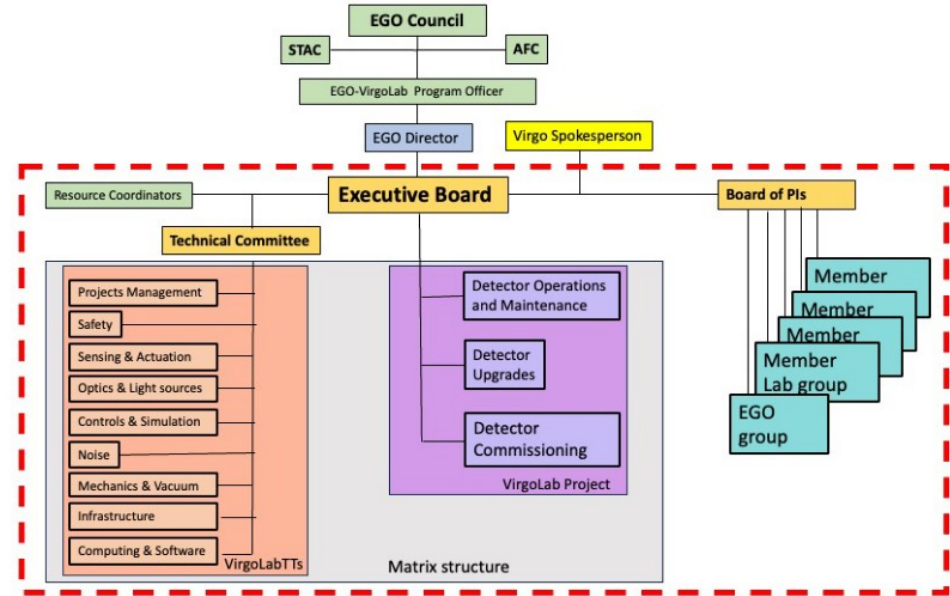 EGO Council
STAC
AFC
EGO-VirgoLab Program Officer
EGO Director
Virgo Spokesperson
Resource Coordinators
Executive Board
Board of PIs
Technical Committee
Projects Management
Safety
Sensing & Actuation
Optics & Light sources
Controls & Simulation
Noise
Mechanics & Vacuum
Infrastructure
Computing & Software
VirgoLabTTs
Detector Operations
and Maintenance
Detector
Upgrades
Detector
Commissioning
VirgoLab Project
Matrix structure
Member
Member
Member
Member
Lab group
EGO
group